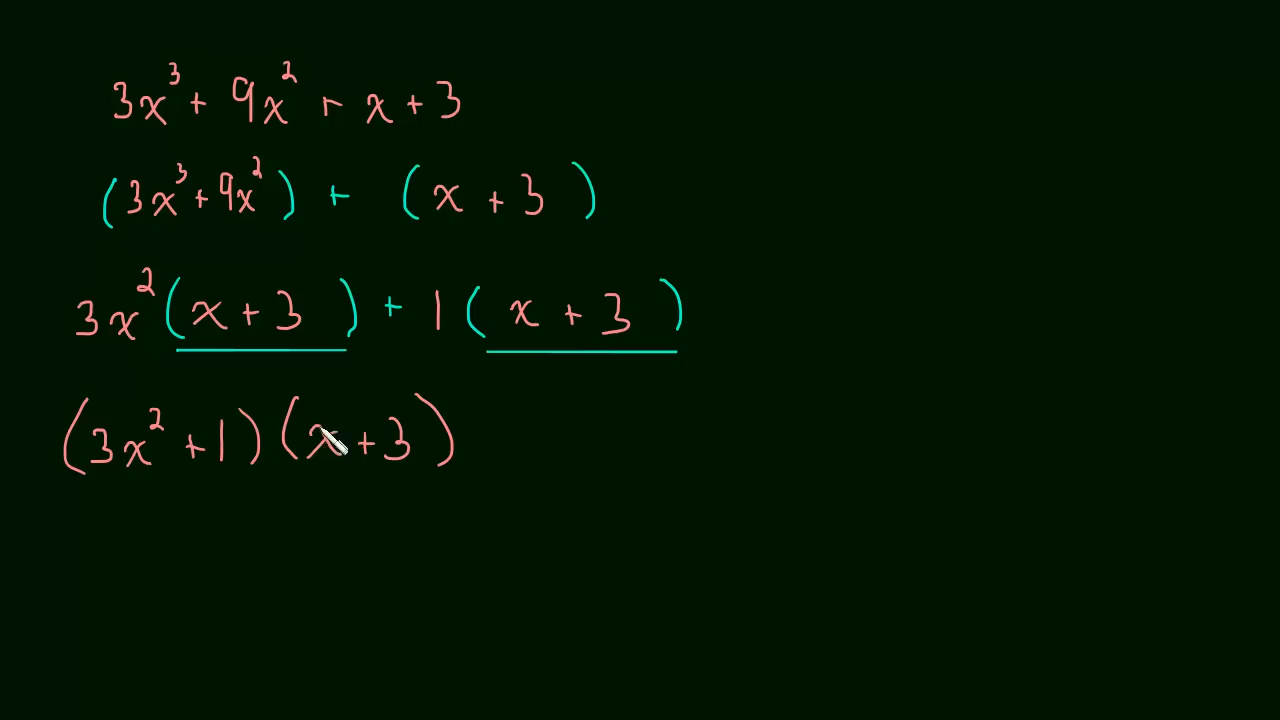 3x³ + 9x² + x + 3
(3x³ + 9x²) + (x + 3)
3x²(x + 3) + 1(x + 3)
(3x² + 1)(x + 3)